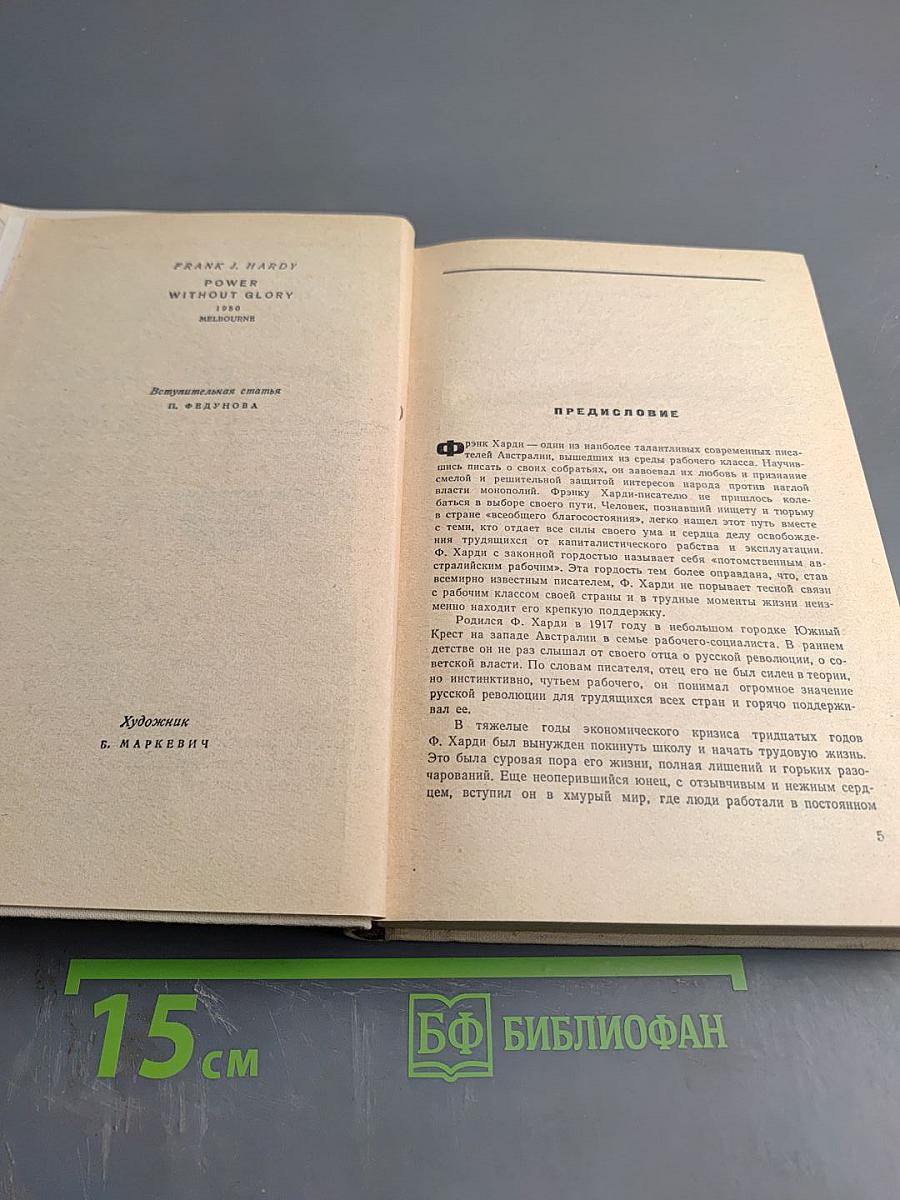 FRANK J. HARDY
POWER
WITHOUT GLORY
1950
MELBOURNE
Вступительная статья
П. ФЕДУНОВА
Художник
Б. МАРКЕВИЧ
ПРЕДИСЛОВИЕ
Фрэнк Харди — один из наиболее талантливых современных писа-
телей Австралии, вышедших из среды рабочего класса. Научив-
шись писать о своих собратьях, он завоевал их любовь и признание
смелой и решительной защитой интересов народа против наглой
власти монополий. Фрэнку Харди-писателю не пришлось коле-
баться в выборе своего пути. Человек, познавший нищету и тюрьму
в стране «всеобщего благосостояния», легко нашел этот путь вместе
с теми, кто отдает все силы своего ума и сердца делу освобожде-
ния трудящихся от капиталистического рабства и эксплуатации.
Ф. Харди с законной гордостью называет себя «потомственным ав-
стралийским рабочим». Эта гордость тем более оправдана, что, став
всемирно известным писателем, Ф. Харди не порывает тесной связи
с рабочим классом своей страны и в трудные моменты жизни неиз-
менно находит его крепкую поддержку.
Родился Ф. Харди в 1917 году в небольшом городке Южный
Крест на западе Австралии в семье рабочего-социалиста. В раннем
детстве он не раз слышал от своего отца о русской революции, о со-
ветской власти. По словам писателя, отец его не был силен в теории,
но инстинктивно, чутьем рабочего, он понимал огромное значение
русской революции для трудящихся всех стран и горячо поддержи-
вал ее.
В тяжелые годы экономического кризиса тридцатых годов
Ф. Харди был вынужден покинуть школу и начать трудовую жизнь.
Это была суровая пора его жизни, полная лишений и горьких разо-
чарований. Еще неоперившийся юнец, с отзывчивым и нежным серд-
цем, вступил он в хмурый мир, где люди работали в постоянном
5
15 см
БФ БИБЛИОФАН